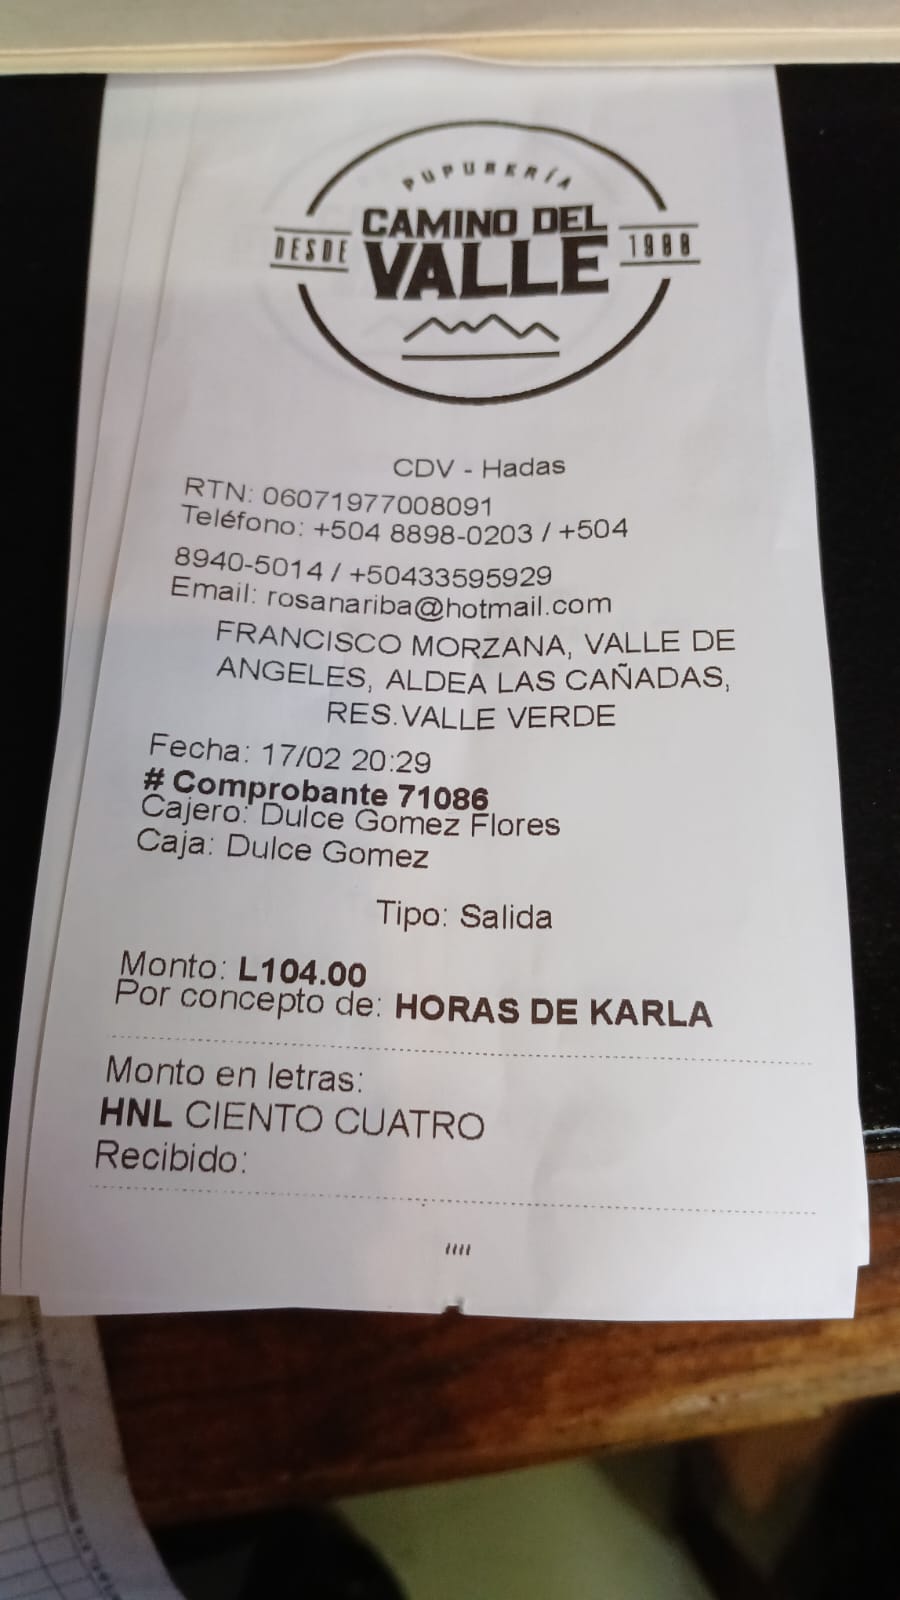 PUPUSERÍA
DESDE
CAMINO DEL
VALLE
1988
CDV - Hadas
RTN: 06071977008091
Teléfono: +504 8898-0203 / +504
8940-5014 / +50433595929
Email: rosanariba@hotmail.com
FRANCISCO MORZANA, VALLE DE
ANGELES, ALDEA LAS CAÑADAS,
RES.VALLE VERDE
Fecha: 17/02 20:29
# Comprobante 71086
Cajero: Dulce Gomez Flores
Caja: Dulce Gomez
Tipo: Salida
Monto: L104.00
Por concepto de: HORAS DE KARLA
Monto en letras:
HNL CIENTO CUATRO
Recibido: